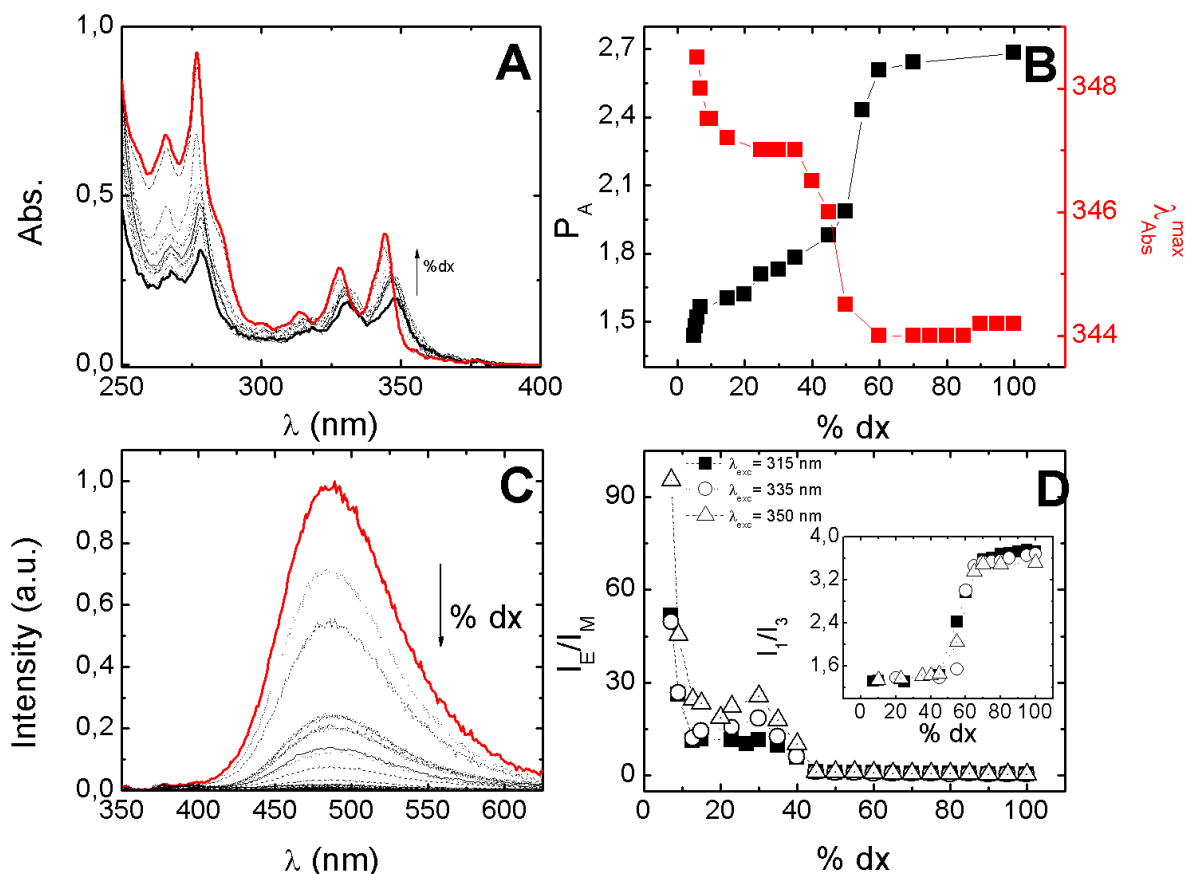 A
Abs.
1,0
0,5
0,0
%dx
250 300 350 400
λ (nm)
B
P_A
2,7
2,4
2,1
1,8
1,5
348
346
344
λ_Abs^max
0 20 40 60 80 100
% dx
C
Intensity (a.u.)
1,0
0,8
0,6
0,4
0,2
0,0
% dx
350 400 450 500 550 600
λ (nm)
D
λ_exc = 315 nm
λ_exc = 335 nm
λ_exc = 350 nm
I_E/I_M
90
60
30
0
I_1/I_3
4,0
3,2
2,4
1,6
0 20 40 60 80 100
% dx
0 20 40 60 80 100
% dx